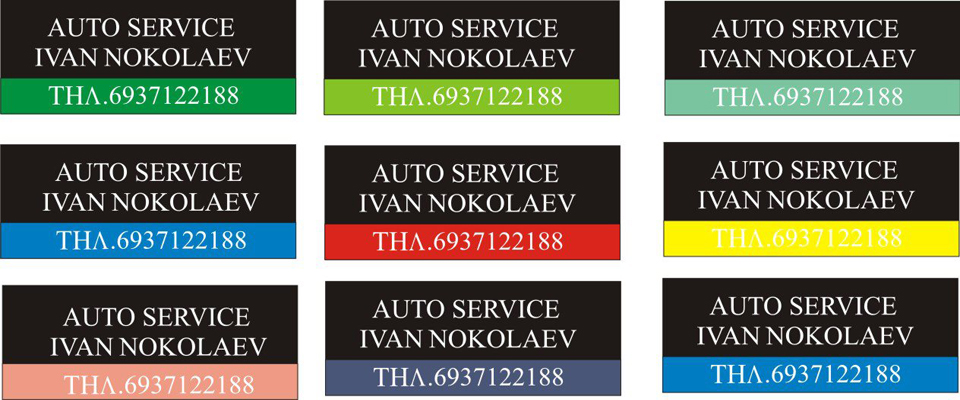 AUTO SERVICE
IVAN NOKOLAEV
ΤΗΛ.6937122188
AUTO SERVICE
IVAN NOKOLAEV
ΤΗΛ.6937122188
AUTO SERVICE
IVAN NOKOLAEV
ΤΗΛ.6937122188
AUTO SERVICE
IVAN NOKOLAEV
ΤΗΛ.6937122188
AUTO SERVICE
IVAN NOKOLAEV
ΤΗΛ.6937122188
AUTO SERVICE
IVAN NOKOLAEV
ΤΗΛ.6937122188
AUTO SERVICE
IVAN NOKOLAEV
ΤΗΛ.6937122188
AUTO SERVICE
IVAN NOKOLAEV
ΤΗΛ.6937122188
AUTO SERVICE
IVAN NOKOLAEV
ΤΗΛ.6937122188